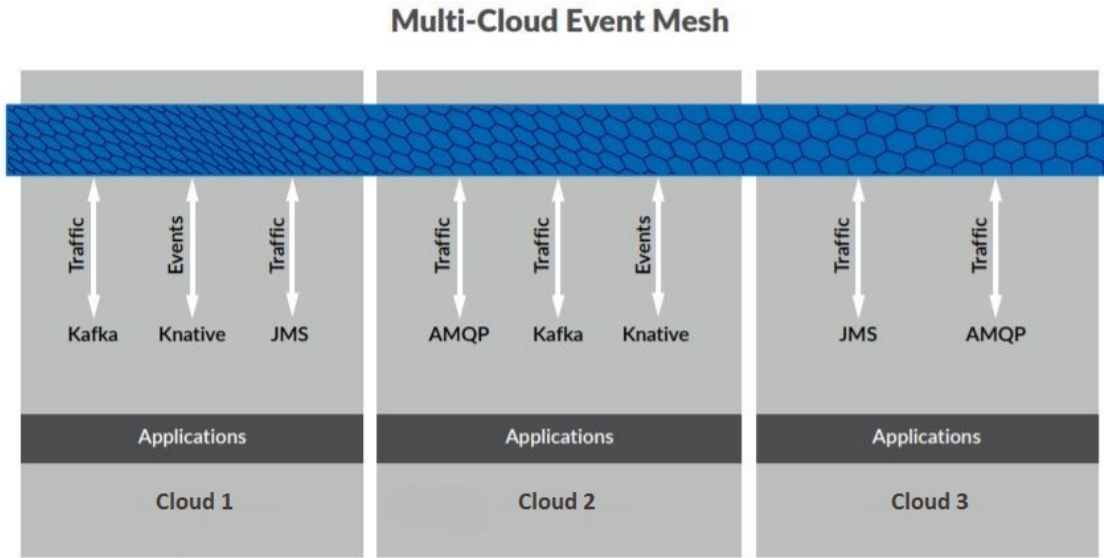 Multi-Cloud Event Mesh
Traffic
Events
Traffic
Traffic
Traffic
Events
Traffic
Traffic
Kafka
Knative
JMS
AMQP
Kafka
Knative
JMS
AMQP
Applications
Applications
Applications
Cloud 1
Cloud 2
Cloud 3